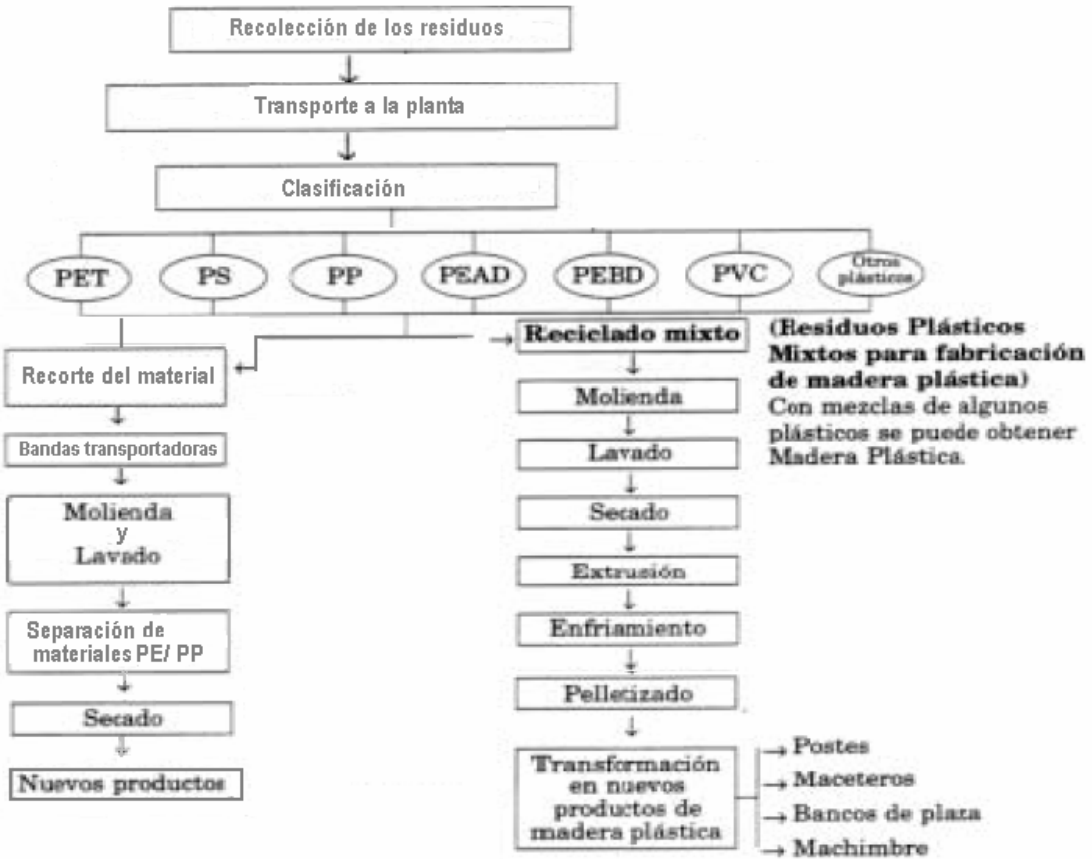 Recolección de los residuos
Transporte a la planta
Clasificación
PET
PS
PP
PEAD
PEBD
PVC
Otros
plásticos
Recorte del material
Bandas transportadoras
Molienda
y
Lavado
Separación de
materiales PE/ PP
Secado
Nuevos productos
Reciclado mixto
(Residuos Plásticos
Mixtos para fabricación
de madera plástica)
Con mezclas de algunos
plásticos se puede obtener
Madera Plástica.
Molienda
Lavado
Secado
Extrusión
Enfriamiento
Pelletizado
Transformación
en nuevos
productos de
madera plástica
Postes
Maceteros
Bancos de plaza
Machimbre